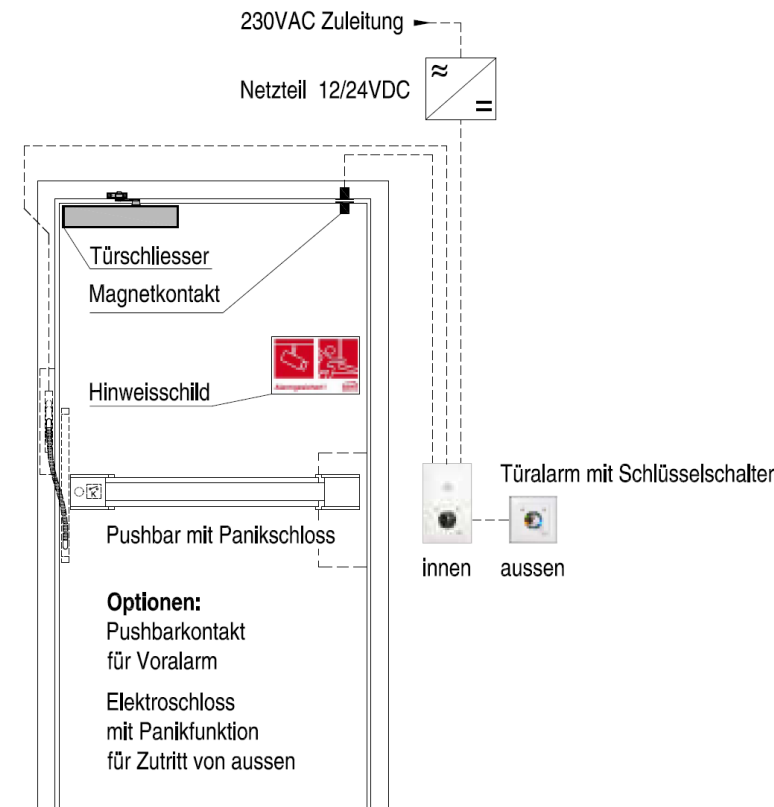 230VAC Zuleitung
Netzteil 12/24VDC
Türschliesser
Magnetkontakt
Hinweisschild
Türalarm mit Schlüsselschalter
Pushbar mit Panikschloss
innen aussen
Optionen:
Pushbarkontakt
für Voralarm
Elektroschloss
mit Panikfunktion
für Zutritt von aussen